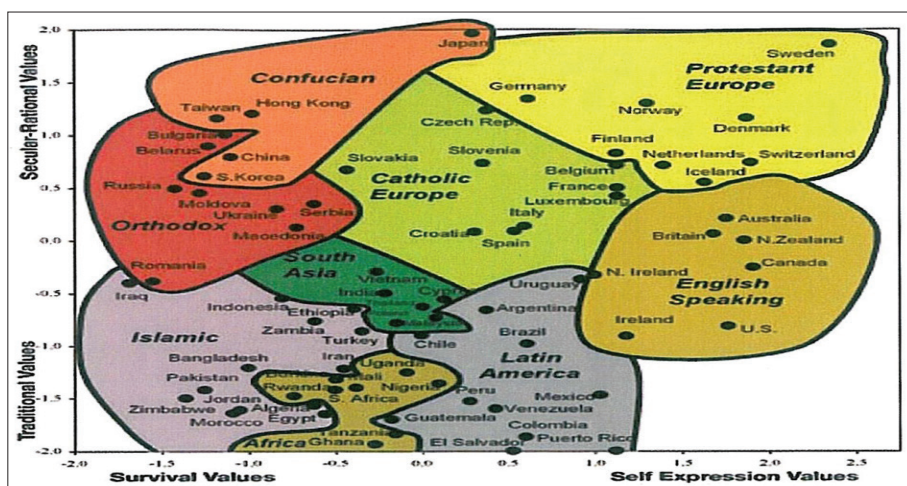 2.0
1.5
1.0
0.5
0.0
-0.5
-1.0
-1.5
-2.0
Seculer-Rational Values
Traditional Values
Japan
Sweden
Confucian
Protestant
Europe
Germany
Taiwan
Hong Kong
Norway
Czech Rep.
Denmark
Bulgaria
Belarus
China
Slovakia
Slovenia
Finland
Netherlands
Switzerland
Belgium
Iceland
S.Korea
Catholic
Europe
France
Luxembourg
Russia
Moldova
Ukraine
Serbia
Orthodox
Macedonia
Italy
Croatia
Spain
Australia
Britain
N.Zealand
Canada
South
Asia
Romania
Iraq
Vietnam
India
Indonesia
Ethiopia
Zambia
Turkey
Uruguay
N. Ireland
English
Speaking
Argentina
Ireland
U.S.
Islamic
Chile
Brazil
Latin
America
Bangladesh
Iran
Uganda
Pakistan
Mali
Rwanda
Nigeria
S. Africa
Peru
Mexico
Zimbabwe
Jordan
Morocco
Algeria
Egypt
Venezuela
Guatemala
Colombia
Tanzania
Africa
Ghana
El Salvador
Puerto Rico
-2.0 -1.5 -1.0 -0.5 0.0 0.5 1.0 1.5 2.0 2.5
Survival Values
Self Expression Values